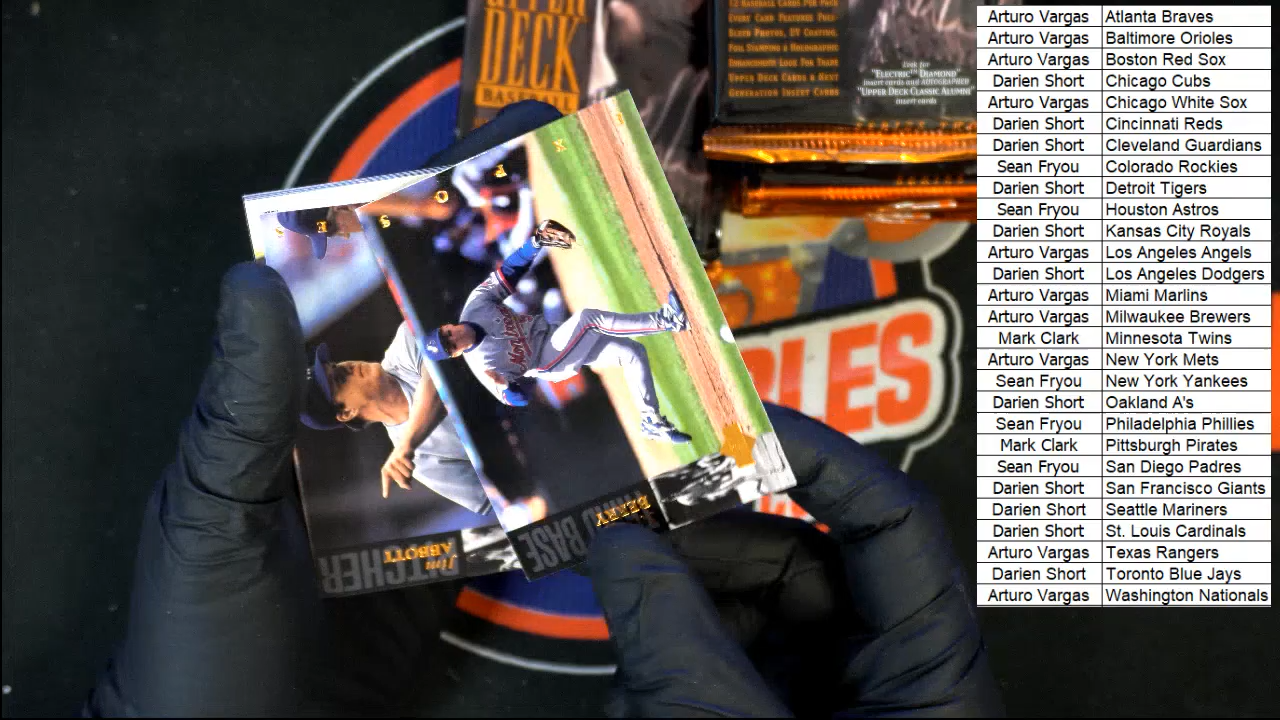 UPPER
DECK
BASEBALL
12 BASEBALL CARDS PER PACK
EVERY CARD FEATURES FULL-
BLEED PHOTOS, UV COATING,
FOIL STAMPING & HOLOGRAPHIC
ENHANCEMENTS LOOK FOR TRADE
UPPER DECK CARDS & NEXT
GENERATION INSERT CARDS
Look for
"ELECTRIC™ DIAMOND"
insert cards and AUTOGRAPHED
"UPPER DECK CLASSIC ALUMNI"
insert cards
E X P O S
Montreal
BERRY
BASE
Jim
ABBOTT
PITCHER
LES
Arturo Vargas Atlanta Braves
Arturo Vargas Baltimore Orioles
Arturo Vargas Boston Red Sox
Darien Short Chicago Cubs
Arturo Vargas Chicago White Sox
Darien Short Cincinnati Reds
Darien Short Cleveland Guardians
Sean Fryou Colorado Rockies
Darien Short Detroit Tigers
Sean Fryou Houston Astros
Darien Short Kansas City Royals
Arturo Vargas Los Angeles Angels
Darien Short Los Angeles Dodgers
Arturo Vargas Miami Marlins
Arturo Vargas Milwaukee Brewers
Mark Clark Minnesota Twins
Arturo Vargas New York Mets
Sean Fryou New York Yankees
Darien Short Oakland A's
Sean Fryou Philadelphia Phillies
Mark Clark Pittsburgh Pirates
Sean Fryou San Diego Padres
Darien Short San Francisco Giants
Darien Short Seattle Mariners
Darien Short St. Louis Cardinals
Arturo Vargas Texas Rangers
Darien Short Toronto Blue Jays
Arturo Vargas Washington Nationals